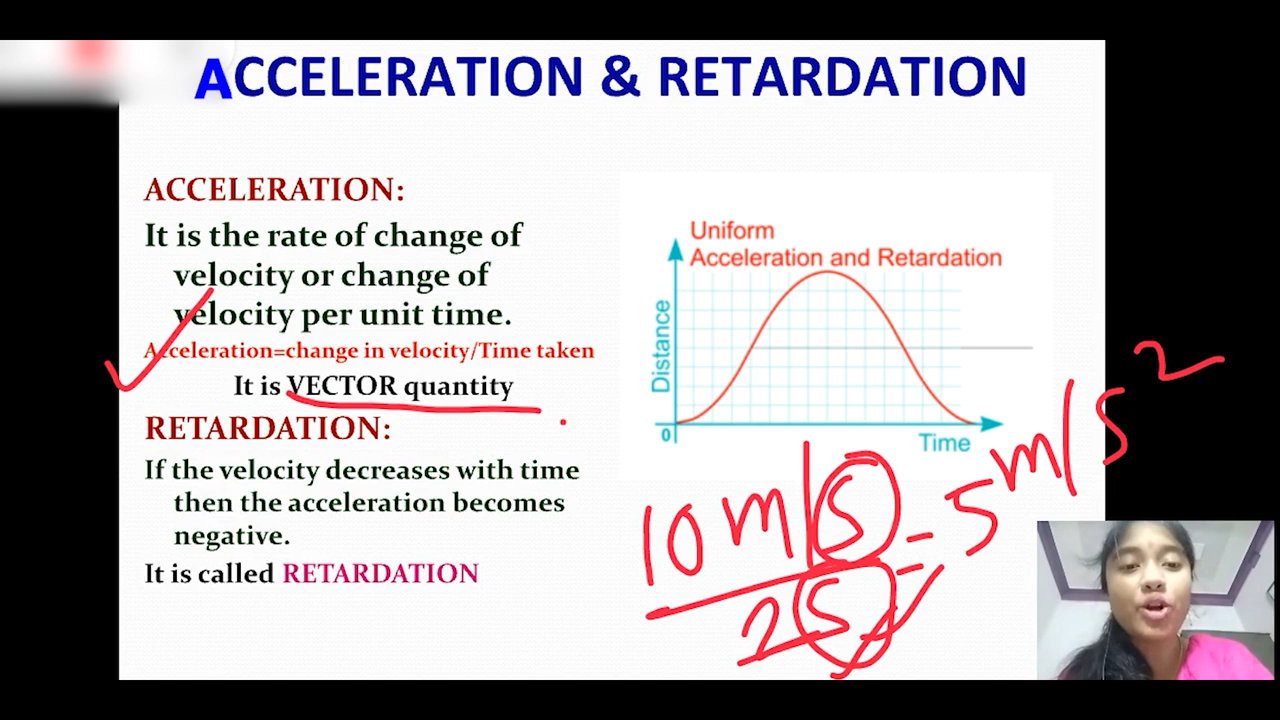 ACCELERATION & RETARDATION
ACCELERATION:
It is the rate of change of
velocity or change of
velocity per unit time.
Acceleration=change in velocity/Time taken
It is VECTOR quantity
RETARDATION:
If the velocity decreases with time
then the acceleration becomes
negative.
It is called RETARDATION
Uniform
Acceleration and Retardation
Distance
0
Time
10 m/s = 5 m/s²
2s